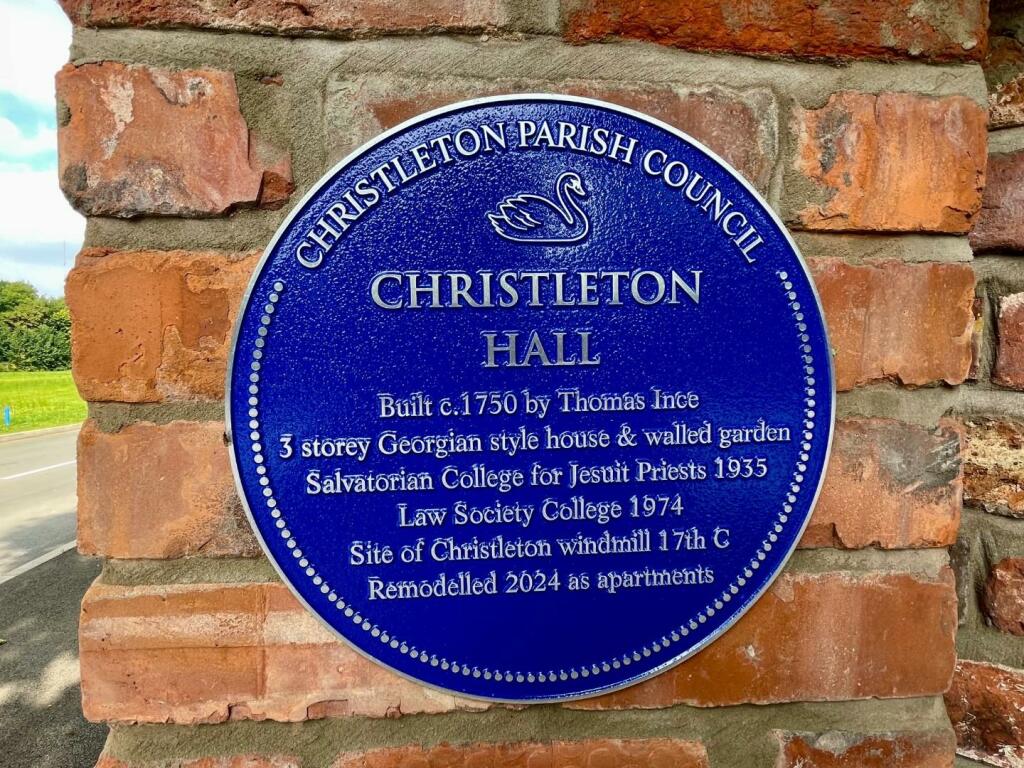 CHRISTLETON PARISH COUNCIL
CHRISTLETON
HALL
Built c.1750 by Thomas Ince
3 storey Georgian style house & walled garden
Salvatorian College for Jesuit Priests 1935
Law Society College 1974
Site of Christleton windmill 17th C
Remodelled 2024 as apartments